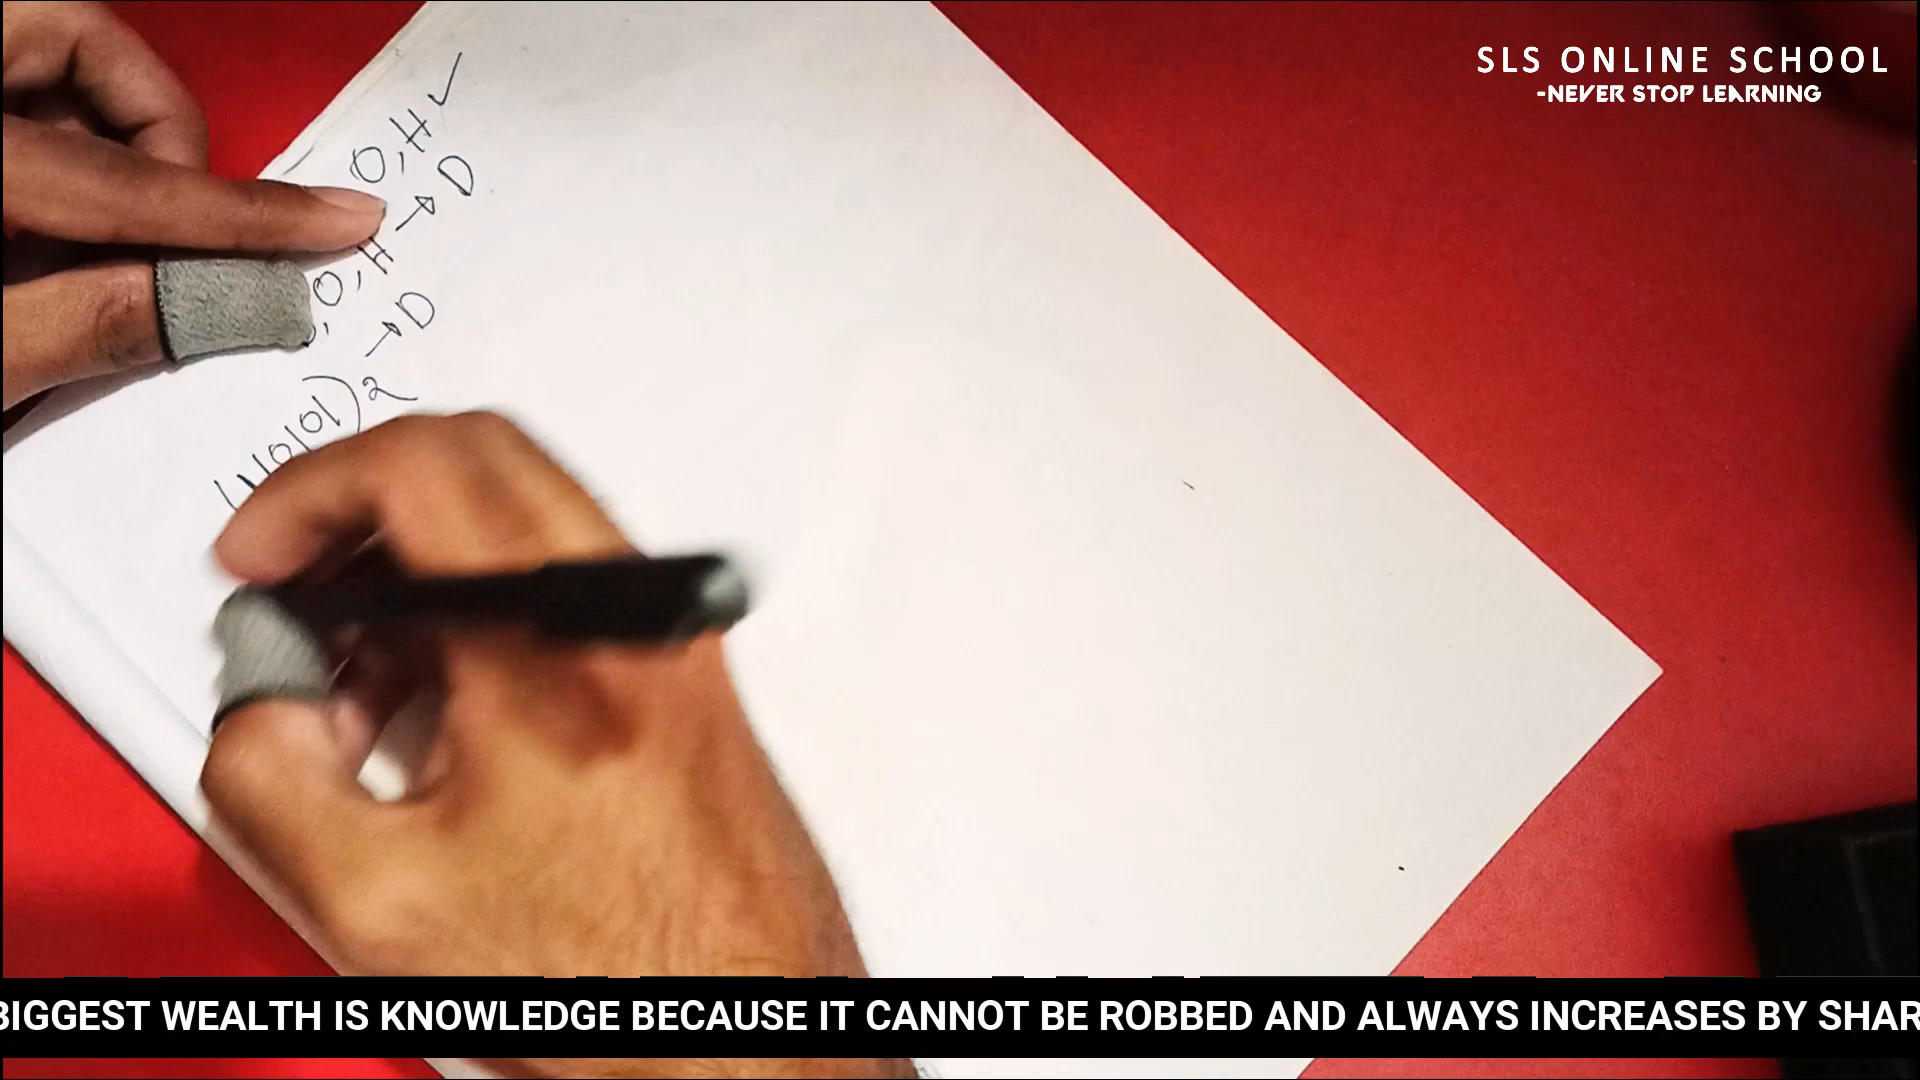 SLS ONLINE SCHOOL
-NEVER STOP LEARNING
O, H ✓
, O, H → D
→ D
(110101)2
BIGGEST WEALTH IS KNOWLEDGE BECAUSE IT CANNOT BE ROBBED AND ALWAYS INCREASES BY SHAR